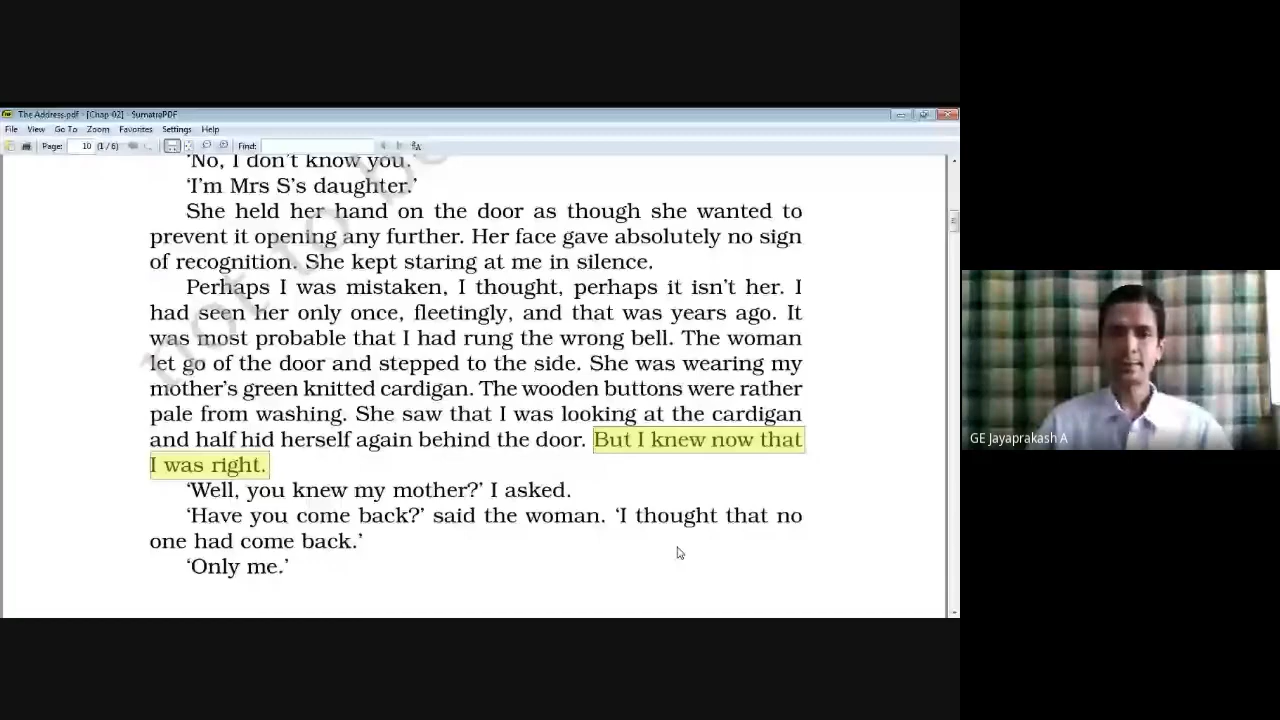 The Address.pdf - [Chap-02] - SumatraPDF
File View Go To Zoom Favorites Settings Help
Page: 10 (1 / 6) Find:
'No, I don't know you.'
'I'm Mrs S's daughter.'
She held her hand on the door as though she wanted to
prevent it opening any further. Her face gave absolutely no sign
of recognition. She kept staring at me in silence.
Perhaps I was mistaken, I thought, perhaps it isn't her. I
had seen her only once, fleetingly, and that was years ago. It
was most probable that I had rung the wrong bell. The woman
let go of the door and stepped to the side. She was wearing my
mother's green knitted cardigan. The wooden buttons were rather
pale from washing. She saw that I was looking at the cardigan
and half hid herself again behind the door. But I knew now that
I was right.
'Well, you knew my mother?' I asked.
'Have you come back?' said the woman. 'I thought that no
one had come back.'
'Only me.'
not to be
GE Jayaprakash A